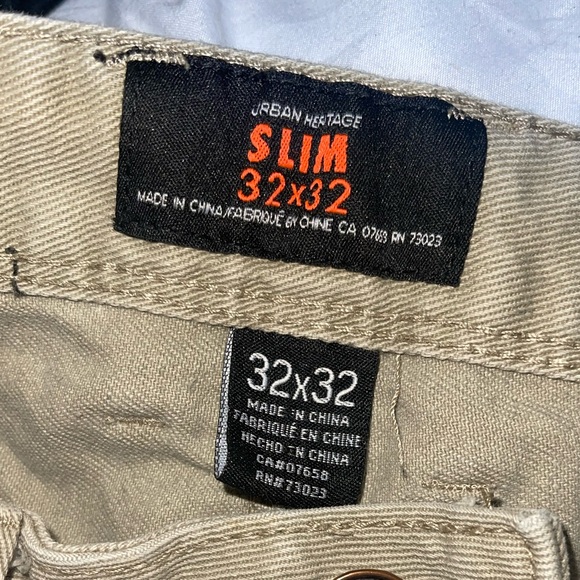 URBAN HERITAGE
SLIM
32x32
MADE IN CHINA/FABRIQUÉ EN CHINE CA 07658 RN 73023
32x32
MADE IN CHINA
FABRIQUÉ EN CHINE
HECHO EN CHINA
CA#07658
RN#73023